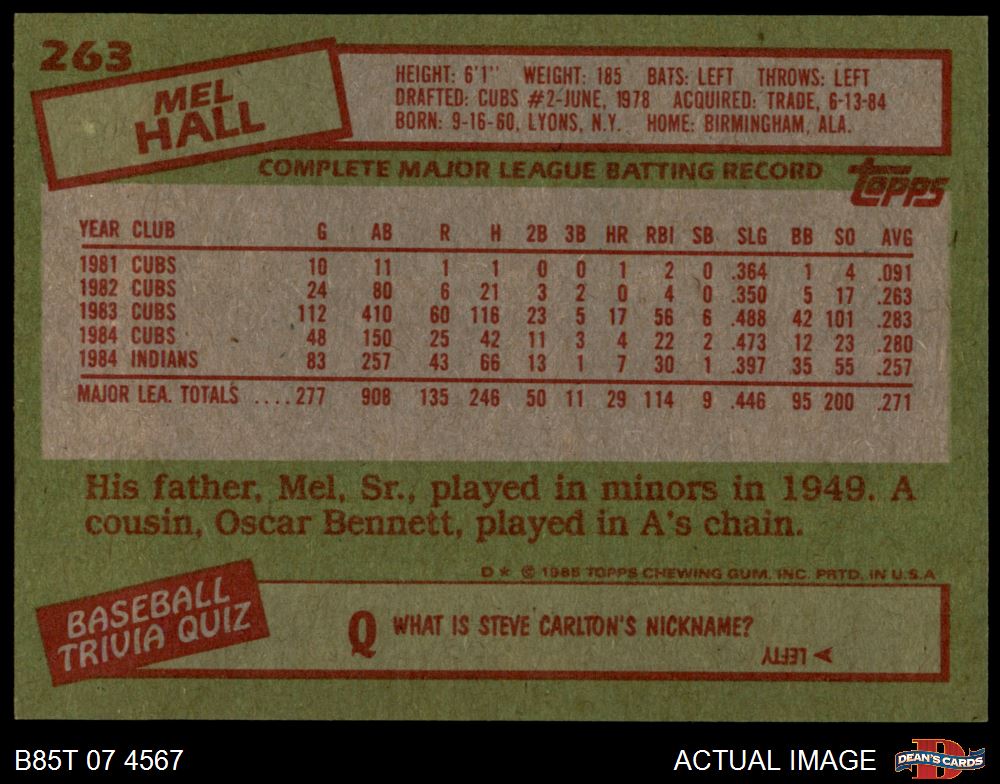 263
MEL
HALL
HEIGHT: 6'1" WEIGHT: 185 BATS: LEFT THROWS: LEFT
DRAFTED: CUBS #2-JUNE, 1978 ACQUIRED: TRADE, 6-13-84
BORN: 9-16-60, LYONS, N.Y. HOME: BIRMINGHAM, ALA.
COMPLETE MAJOR LEAGUE BATTING RECORD
topps
YEAR CLUB G AB R H 2B 3B HR RBI SB SLG BB SO AVG
1981 CUBS 10 11 1 1 0 0 1 2 0 .364 1 4 .091
1982 CUBS 24 80 6 21 3 2 0 4 0 .350 5 17 .263
1983 CUBS 112 410 60 116 23 5 17 56 6 .488 42 101 .283
1984 CUBS 48 150 25 42 11 3 4 22 2 .473 12 23 .280
1984 INDIANS 83 257 43 66 13 1 7 30 1 .397 35 55 .257
MAJOR LEA. TOTALS ....277 908 135 246 50 11 29 114 9 .446 95 200 .271
His father, Mel, Sr., played in minors in 1949. A
cousin, Oscar Bennett, played in A's chain.
D * © 1985 TOPPS CHEWING GUM, INC. PRTD. IN U.S.A
BASEBALL
TRIVIA QUIZ
Q WHAT IS STEVE CARLTON'S NICKNAME?
LEFTY
B85T 07 4567
ACTUAL IMAGE
D
DEAN'S CARDS